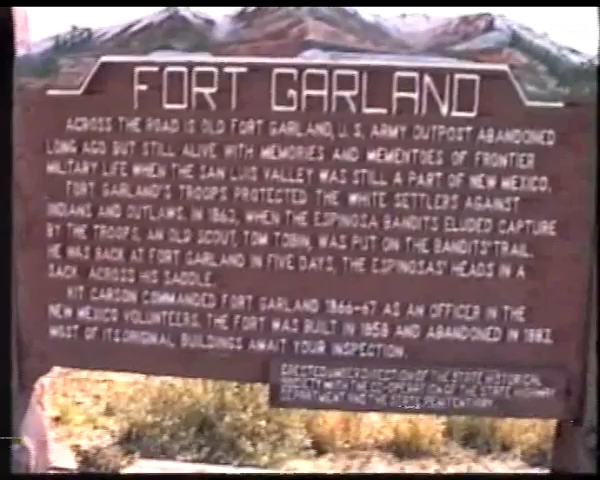 FORT GARLAND
ACROSS THE ROAD IS OLD FORT GARLAND, U. S. ARMY OUTPOST ABANDONED
LONG AGO BUT STILL ALIVE WITH MEMORIES AND MEMENTOES OF FRONTIER
MILITARY LIFE WHEN THE SAN LUIS VALLEY WAS STILL A PART OF NEW MEXICO.
FORT GARLAND'S TROOPS PROTECTED THE WHITE SETTLERS AGAINST
INDIANS AND OUTLAWS. IN 1863, WHEN THE ESPINOSA BANDITS ELUDED CAPTURE
BY THE TROOPS, AN OLD SCOUT, TOM TOBIN, WAS PUT ON THE BANDITS' TRAIL.
HE WAS BACK AT FORT GARLAND IN FIVE DAYS, THE ESPINOSAS' HEADS IN A
SACK ACROSS HIS SADDLE.
KIT CARSON COMMANDED FORT GARLAND 1866-67 AS AN OFFICER IN THE
NEW MEXICO VOLUNTEERS. THE FORT WAS BUILT IN 1858 AND ABANDONED IN 1883.
MOST OF ITS ORIGINAL BUILDINGS AWAIT YOUR INSPECTION.
ERECTED UNDER DIRECTION OF THE STATE HISTORICAL
SOCIETY WITH THE CO-OPERATION OF THE STATE HIGHWAY
DEPARTMENT AND THE STATE PENITENTIARY